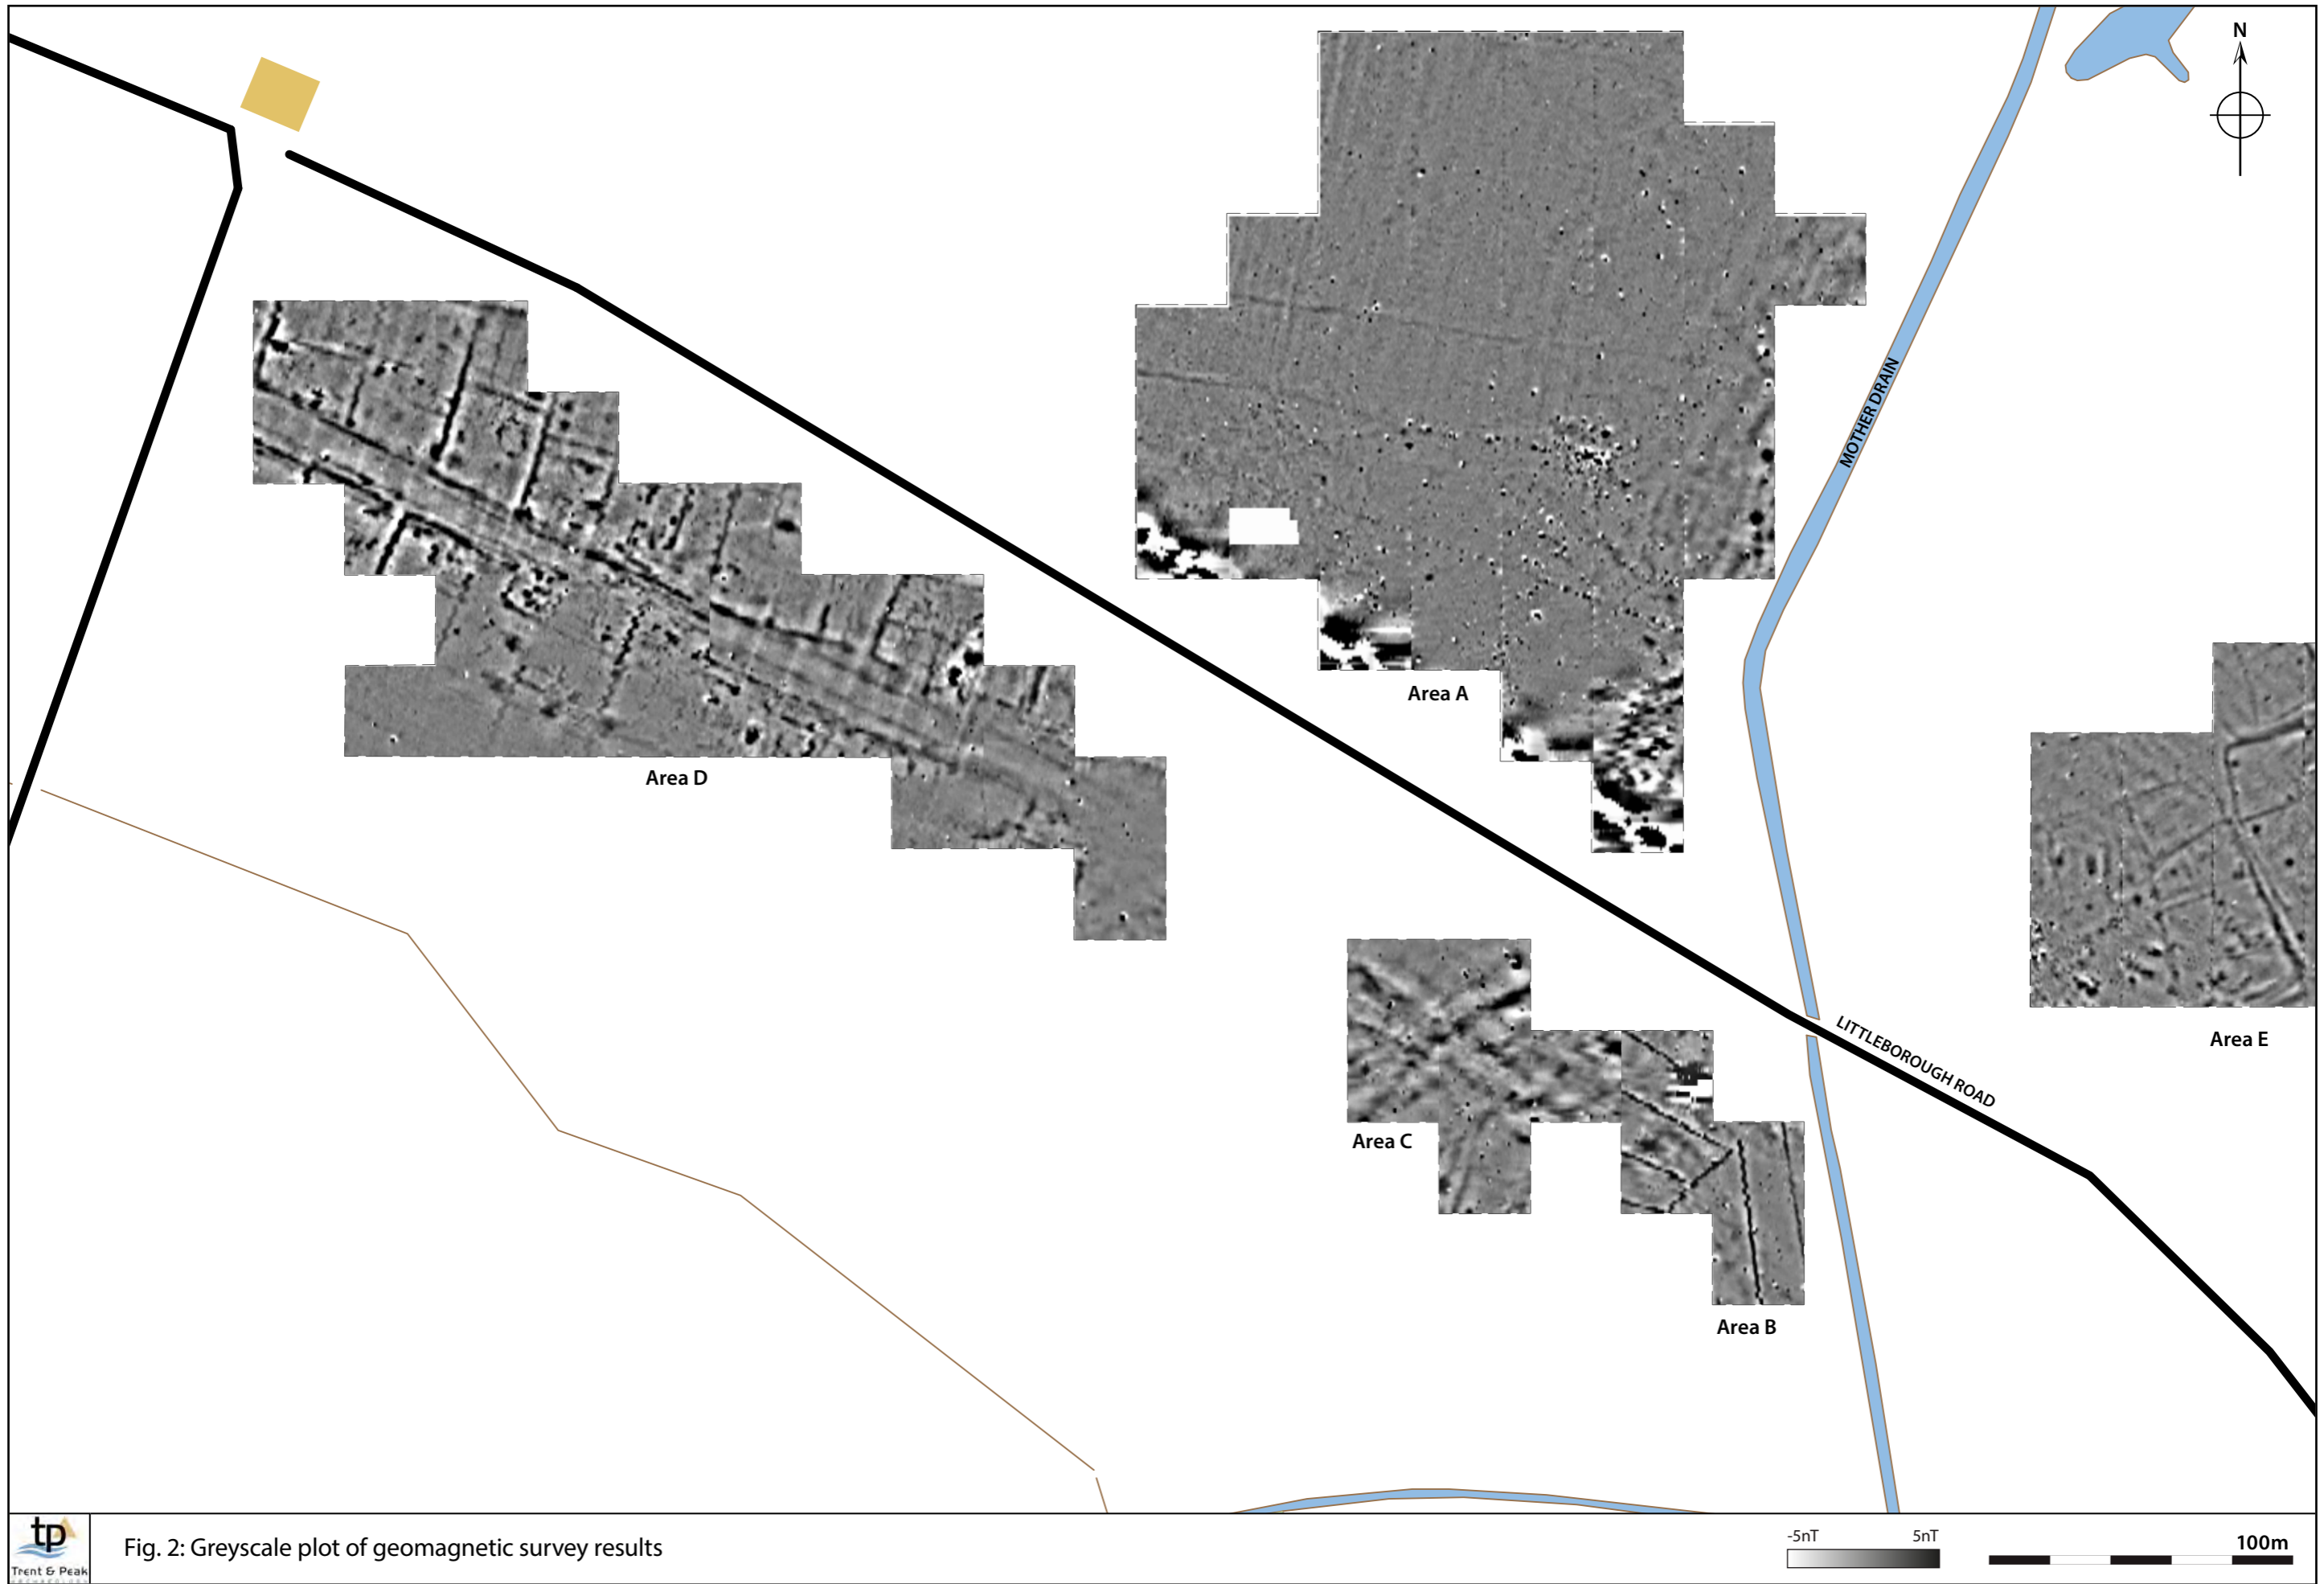 N
MOTHER DRAIN
Area A
Area D
LITTLEBOROUGH ROAD
Area E
Area C
Area B
tp
Trent & Peak
ARCHAEOLOGY
Fig. 2: Greyscale plot of geomagnetic survey results
-5nT 5nT
100m